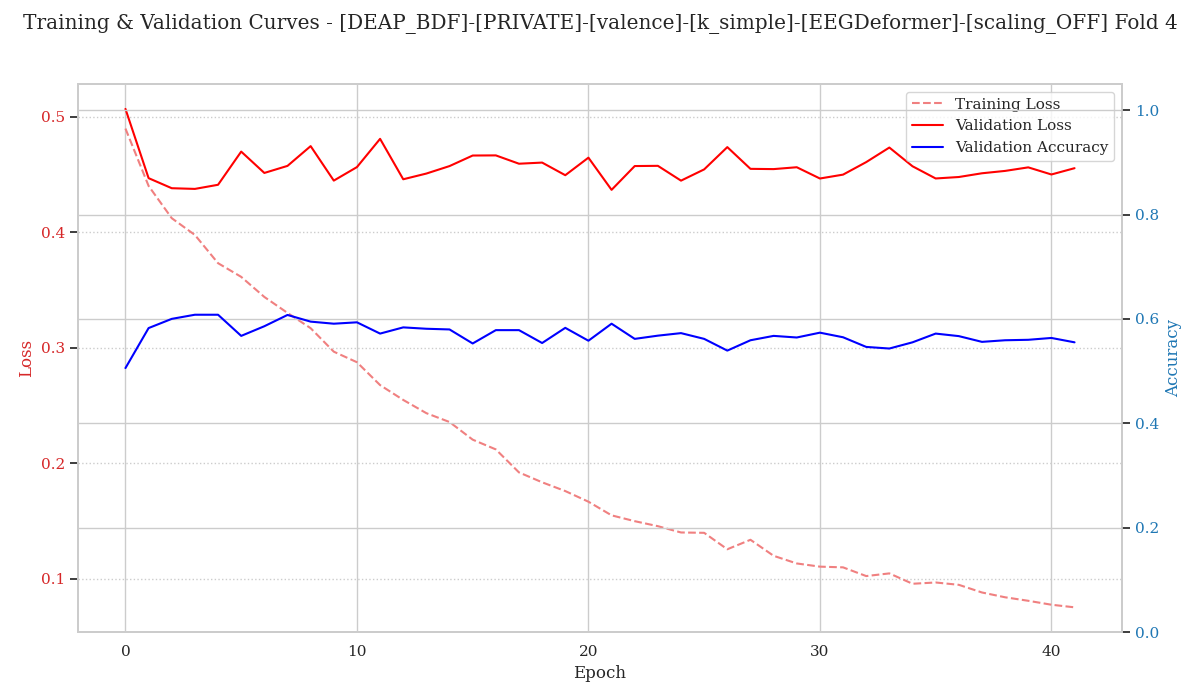 Training & Validation Curves - [DEAP_BDF]-[PRIVATE]-[valence]-[k_simple]-[EEGDeformer]-[scaling_OFF] Fold 4
Training Loss
Validation Loss
Validation Accuracy
0.5
0.4
0.3
0.2
0.1
Loss
1.0
0.8
0.6
0.4
0.2
0.0
Accuracy
0
10
20
30
40
Epoch